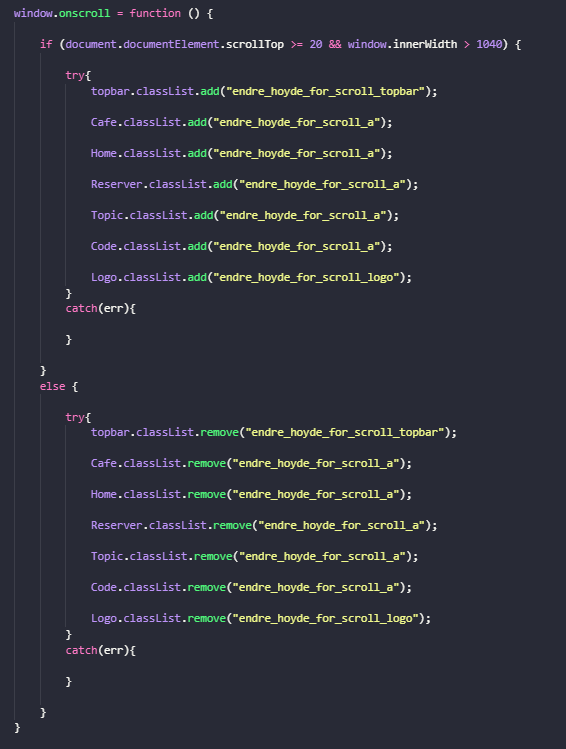 window.onscroll = function () {
if (document.documentElement.scrollTop >= 20 && window.innerWidth > 1040) {
try{
topbar.classList.add("endre_hoyde_for_scroll_topbar");
Cafe.classList.add("endre_hoyde_for_scroll_a");
Home.classList.add("endre_hoyde_for_scroll_a");
Reserver.classList.add("endre_hoyde_for_scroll_a");
Topic.classList.add("endre_hoyde_for_scroll_a");
Code.classList.add("endre_hoyde_for_scroll_a");
Logo.classList.add("endre_hoyde_for_scroll_logo");
}
catch(err){
}
}
else {
try{
topbar.classList.remove("endre_hoyde_for_scroll_topbar");
Cafe.classList.remove("endre_hoyde_for_scroll_a");
Home.classList.remove("endre_hoyde_for_scroll_a");
Reserver.classList.remove("endre_hoyde_for_scroll_a");
Topic.classList.remove("endre_hoyde_for_scroll_a");
Code.classList.remove("endre_hoyde_for_scroll_a");
Logo.classList.remove("endre_hoyde_for_scroll_logo");
}
catch(err){
}
}
}